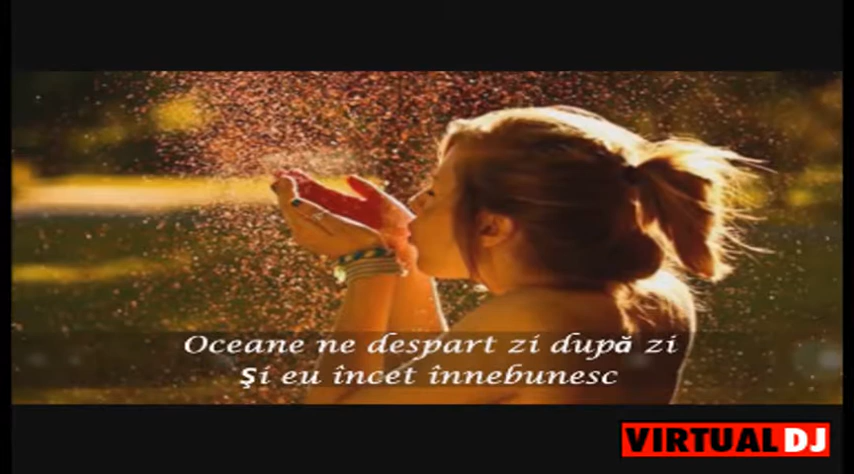 Oceane ne despart zi după zi
Şi eu încet înnebunesc
VIRTUAL DJ